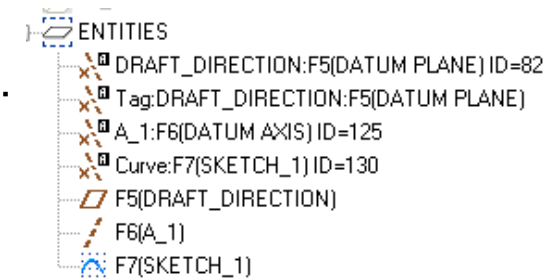 ENTITIES
DRAFT_DIRECTION:F5(DATUM PLANE) ID=82
Tag:DRAFT_DIRECTION:F5(DATUM PLANE)
A_1:F6(DATUM AXIS) ID=125
Curve:F7(SKETCH_1) ID=130
F5(DRAFT_DIRECTION)
F6(A_1)
F7(SKETCH_1)